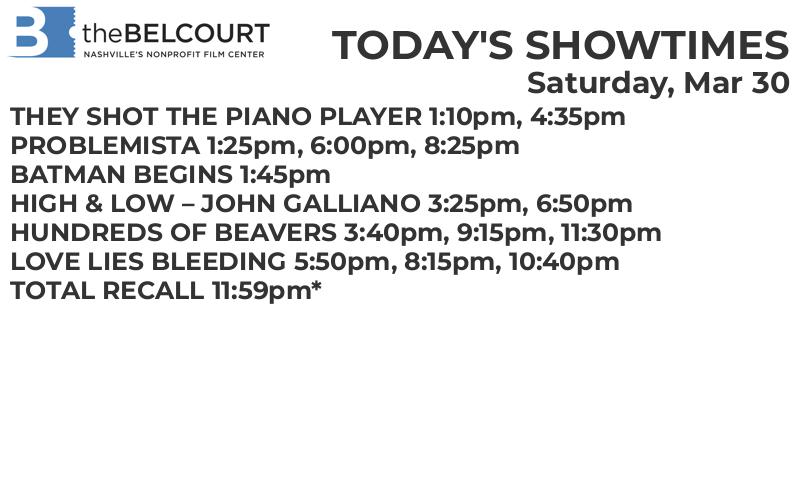 B theBELCOURT
NASHVILLE'S NONPROFIT FILM CENTER
TODAY'S SHOWTIMES
Saturday, Mar 30
THEY SHOT THE PIANO PLAYER 1:10pm, 4:35pm
PROBLEMISTA 1:25pm, 6:00pm, 8:25pm
BATMAN BEGINS 1:45pm
HIGH & LOW – JOHN GALLIANO 3:25pm, 6:50pm
HUNDREDS OF BEAVERS 3:40pm, 9:15pm, 11:30pm
LOVE LIES BLEEDING 5:50pm, 8:15pm, 10:40pm
TOTAL RECALL 11:59pm*